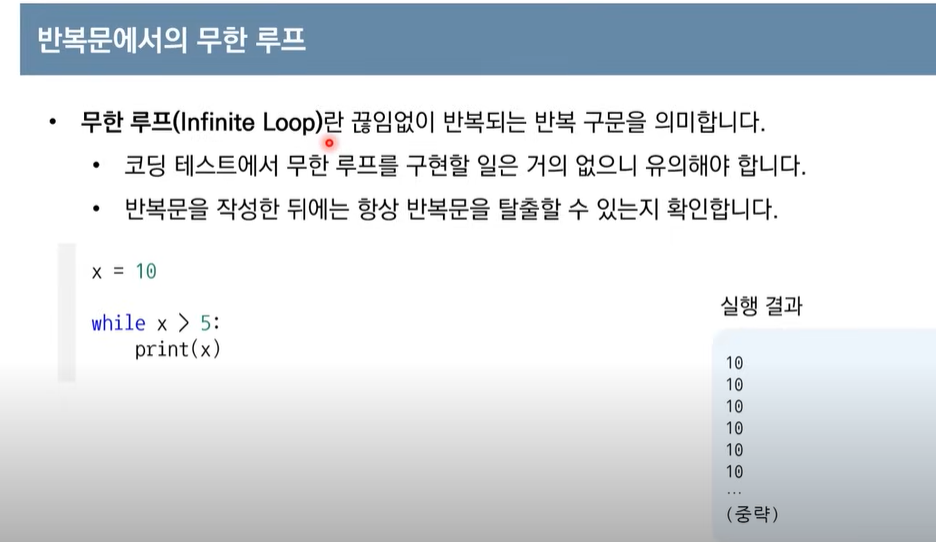 반복문에서의 무한 루프
• 무한 루프(Infinite Loop)란 끊임없이 반복되는 반복 구문을 의미합니다.
• 코딩 테스트에서 무한 루프를 구현할 일은 거의 없으니 유의해야 합니다.
• 반복문을 작성한 뒤에는 항상 반복문을 탈출할 수 있는지 확인합니다.
x = 10
while x > 5:
    print(x)
실행 결과
10
10
10
10
10
10
...
(중략)